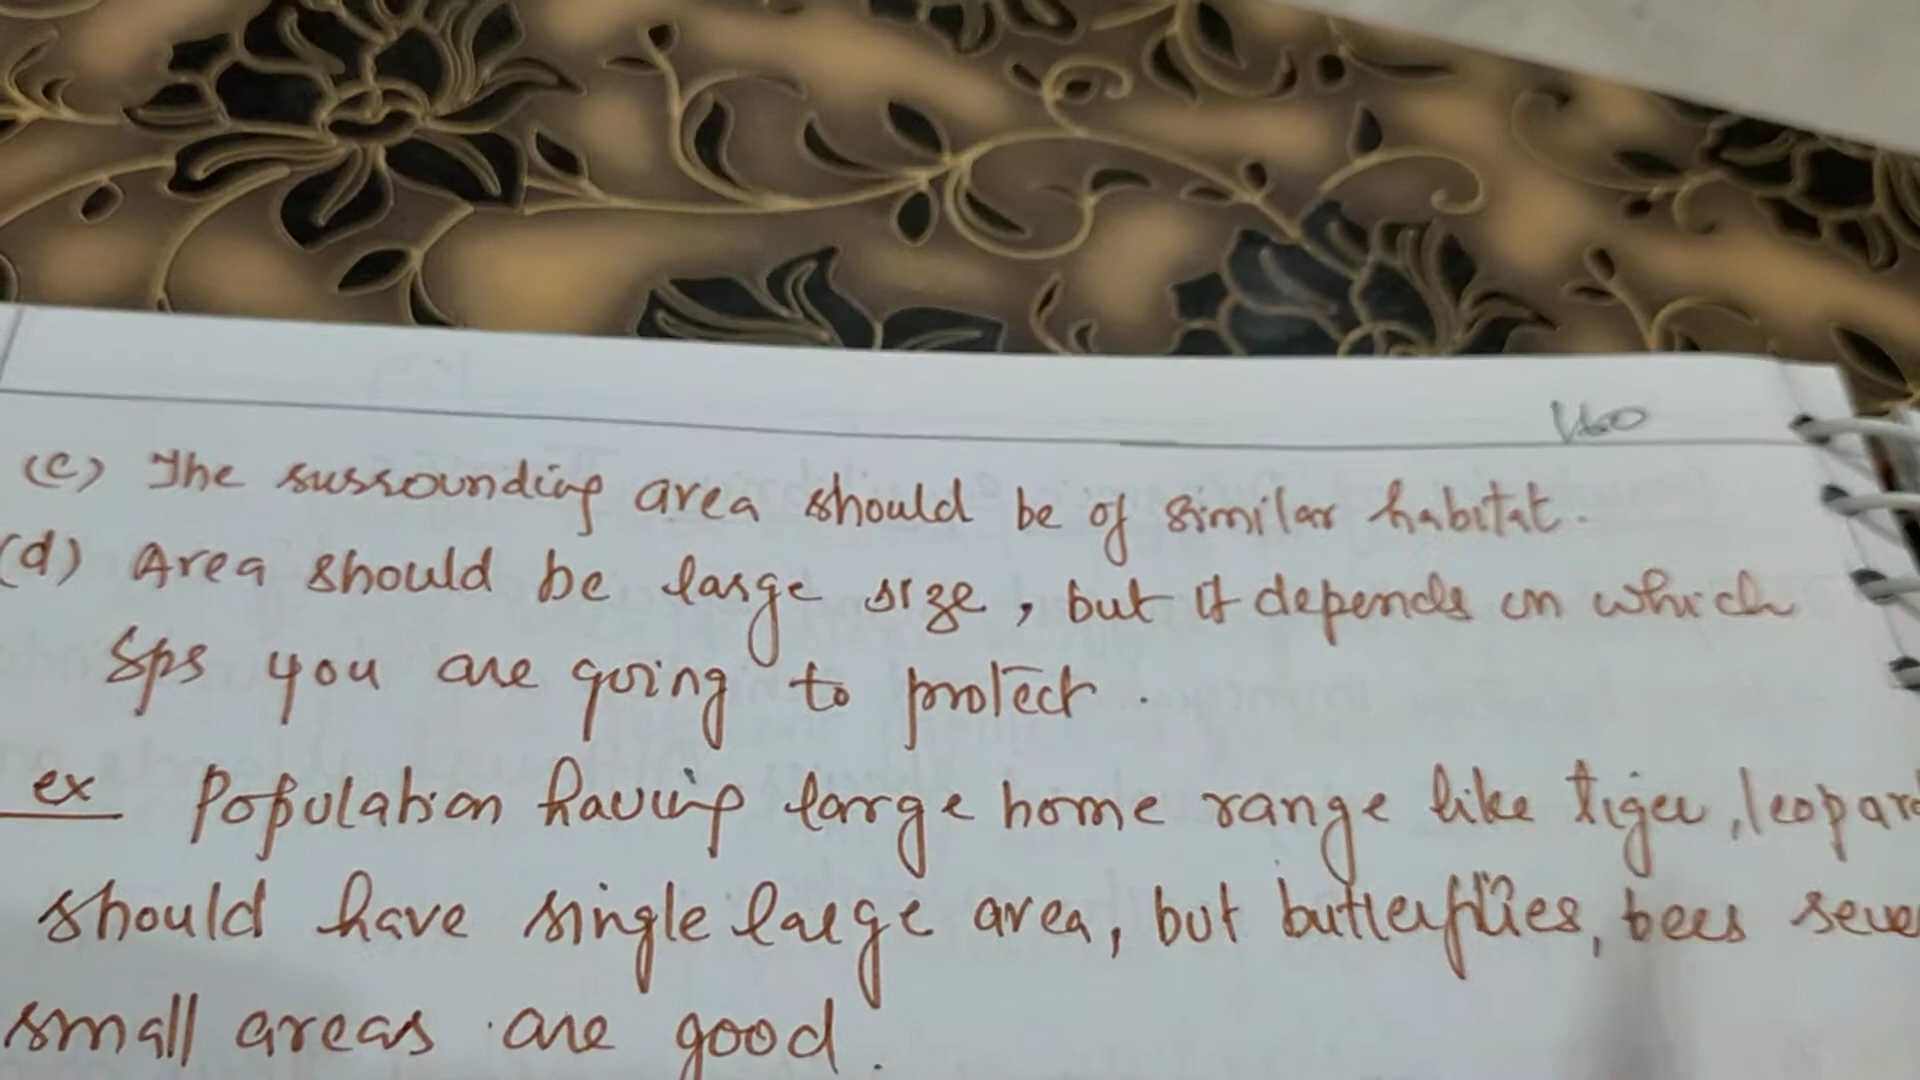 (c) The surrounding area should be of similar habitat.
(d) Area should be large size, but it depends on which
sps you are going to protect.
ex Population having large home range like tiger, leopard
should have single large area, but butterflies, bees
small areas are good.